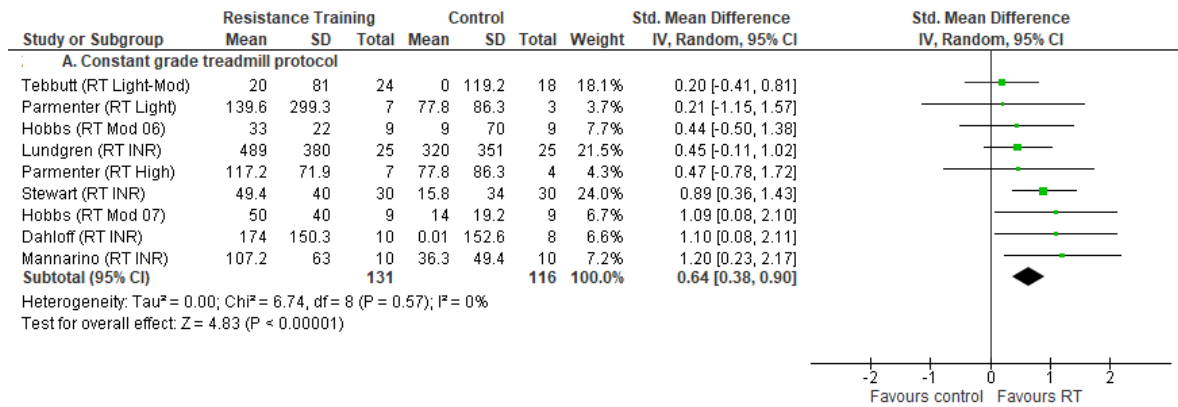 Resistance Training Control Std. Mean Difference Std. Mean Difference
Study or Subgroup Mean SD Total Mean SD Total Weight IV, Random, 95% CI IV, Random, 95% CI
A. Constant grade treadmill protocol
Tebbutt (RT Light-Mod) 20 81 24 0 119.2 18 18.1% 0.20 [-0.41, 0.81]
Parmenter (RT Light) 139.6 299.3 7 77.8 86.3 3 3.7% 0.21 [-1.15, 1.57]
Hobbs (RT Mod 06) 33 22 9 9 70 9 7.7% 0.44 [-0.50, 1.38]
Lundgren (RT INR) 489 380 25 320 351 25 21.5% 0.45 [-0.11, 1.02]
Parmenter (RT High) 117.2 71.9 7 77.8 86.3 4 4.3% 0.47 [-0.78, 1.72]
Stewart (RT INR) 49.4 40 30 15.8 34 30 24.0% 0.89 [0.36, 1.43]
Hobbs (RT Mod 07) 50 40 9 14 19.2 9 6.7% 1.09 [0.08, 2.10]
Dahloff (RT INR) 174 150.3 10 0.01 152.6 8 6.6% 1.10 [0.08, 2.11]
Mannarino (RT INR) 107.2 63 10 36.3 49.4 10 7.2% 1.20 [0.23, 2.17]
Subtotal (95% CI) 131 116 100.0% 0.64 [0.38, 0.90]
Heterogeneity: Tau² = 0.00; Chi² = 6.74, df = 8 (P = 0.57); I² = 0%
Test for overall effect: Z = 4.83 (P < 0.00001)
-2 -1 0 1 2
Favours control Favours RT